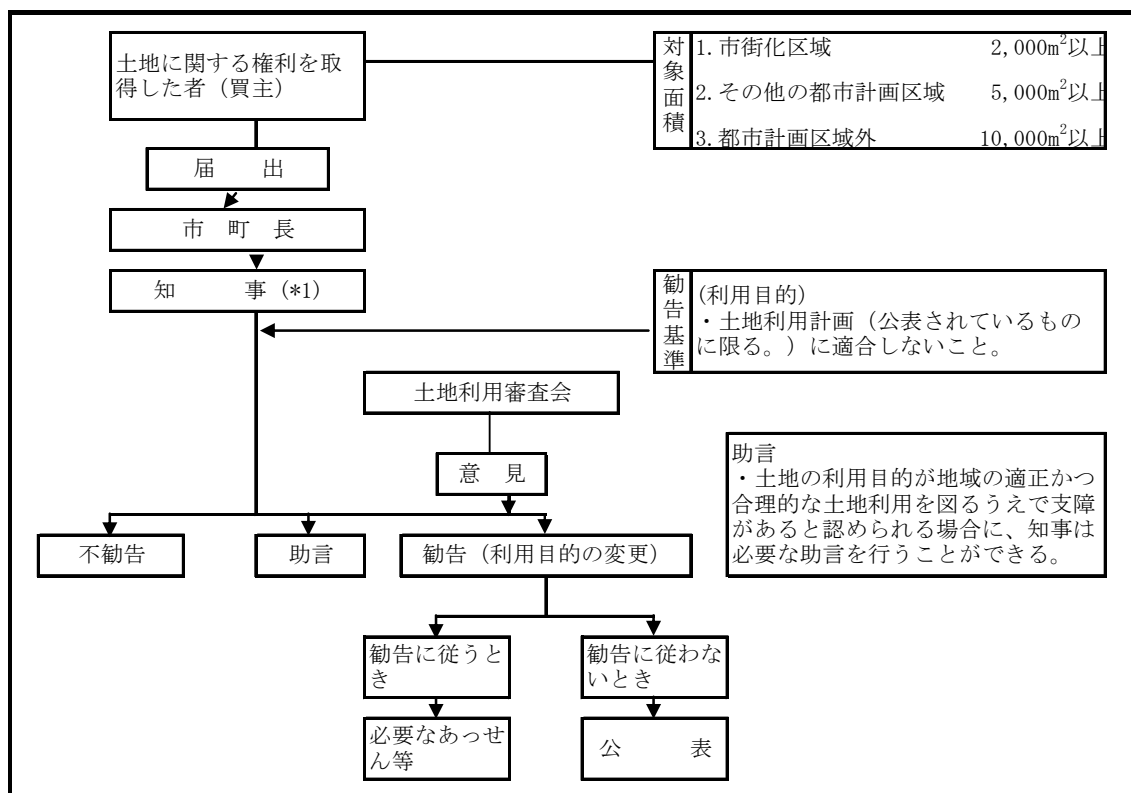 土地に関する権利を取
得した者（買主）
対象面積
1.市街化区域 2,000m²以上
2.その他の都市計画区域 5,000m²以上
3.都市計画区域外 10,000m²以上
届 出
市 町 長
知 事(*1)
勧告基準
(利用目的)
・土地利用計画（公表されているもの
に限る。）に適合しないこと。
土地利用審査会
意 見
助言
・土地の利用目的が地域の適正かつ
合理的な土地利用を図るうえで支障
があると認められる場合に、知事は
必要な助言を行うことができる。
不勧告
助言
勧告（利用目的の変更）
勧告に従うと
き
勧告に従わな
いとき
必要なあっせ
ん等
公 表